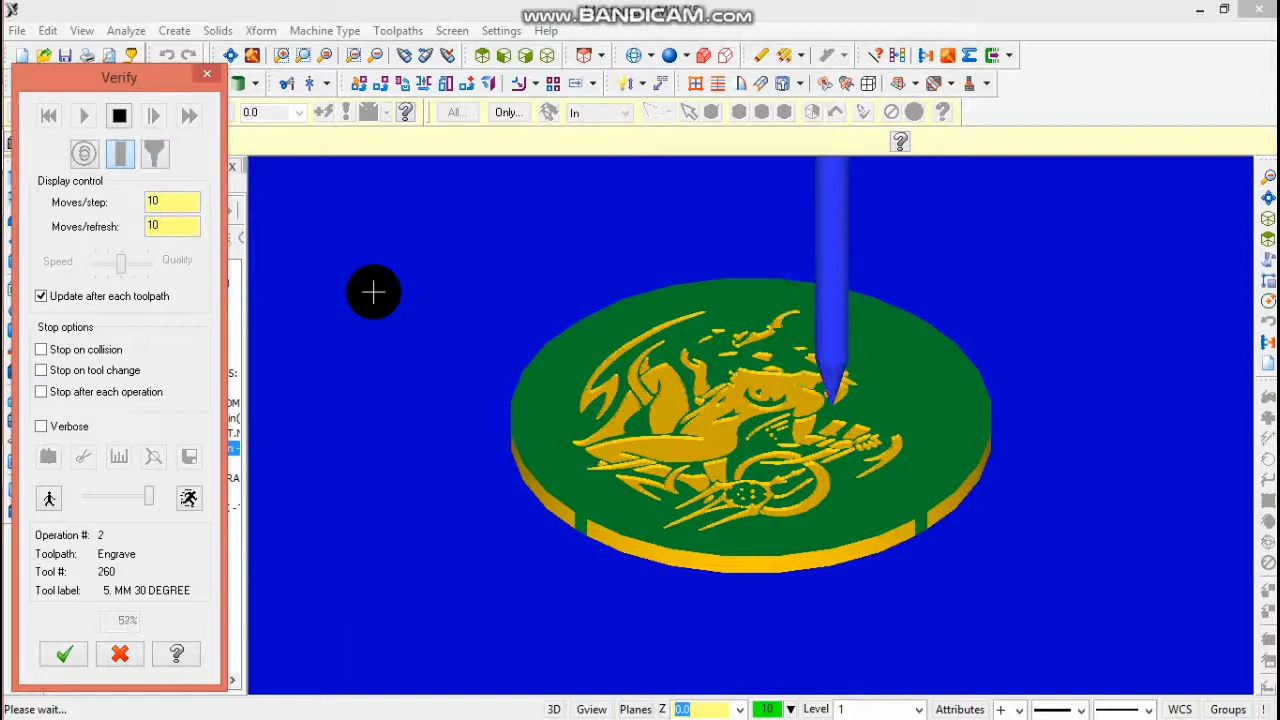 www.BANDICAM.com
File Edit View Analyze Create Solids Xform Machine Type Toolpaths Screen Settings Help
Verify
0.0 All... Only... In
Display control
Moves/step: 10
Moves/refresh: 10
Speed Quality
Update after each toolpath
Stop options
Stop on collision
Stop on tool change
Stop after each operation
Verbose
Operation #: 2
Toolpath: Engrave
Tool #: 260
Tool label: 5. MM 30 DEGREE
52%
Please wait... 3D Gview Planes Z 0.0 10 Level 1 Attributes WCS Groups